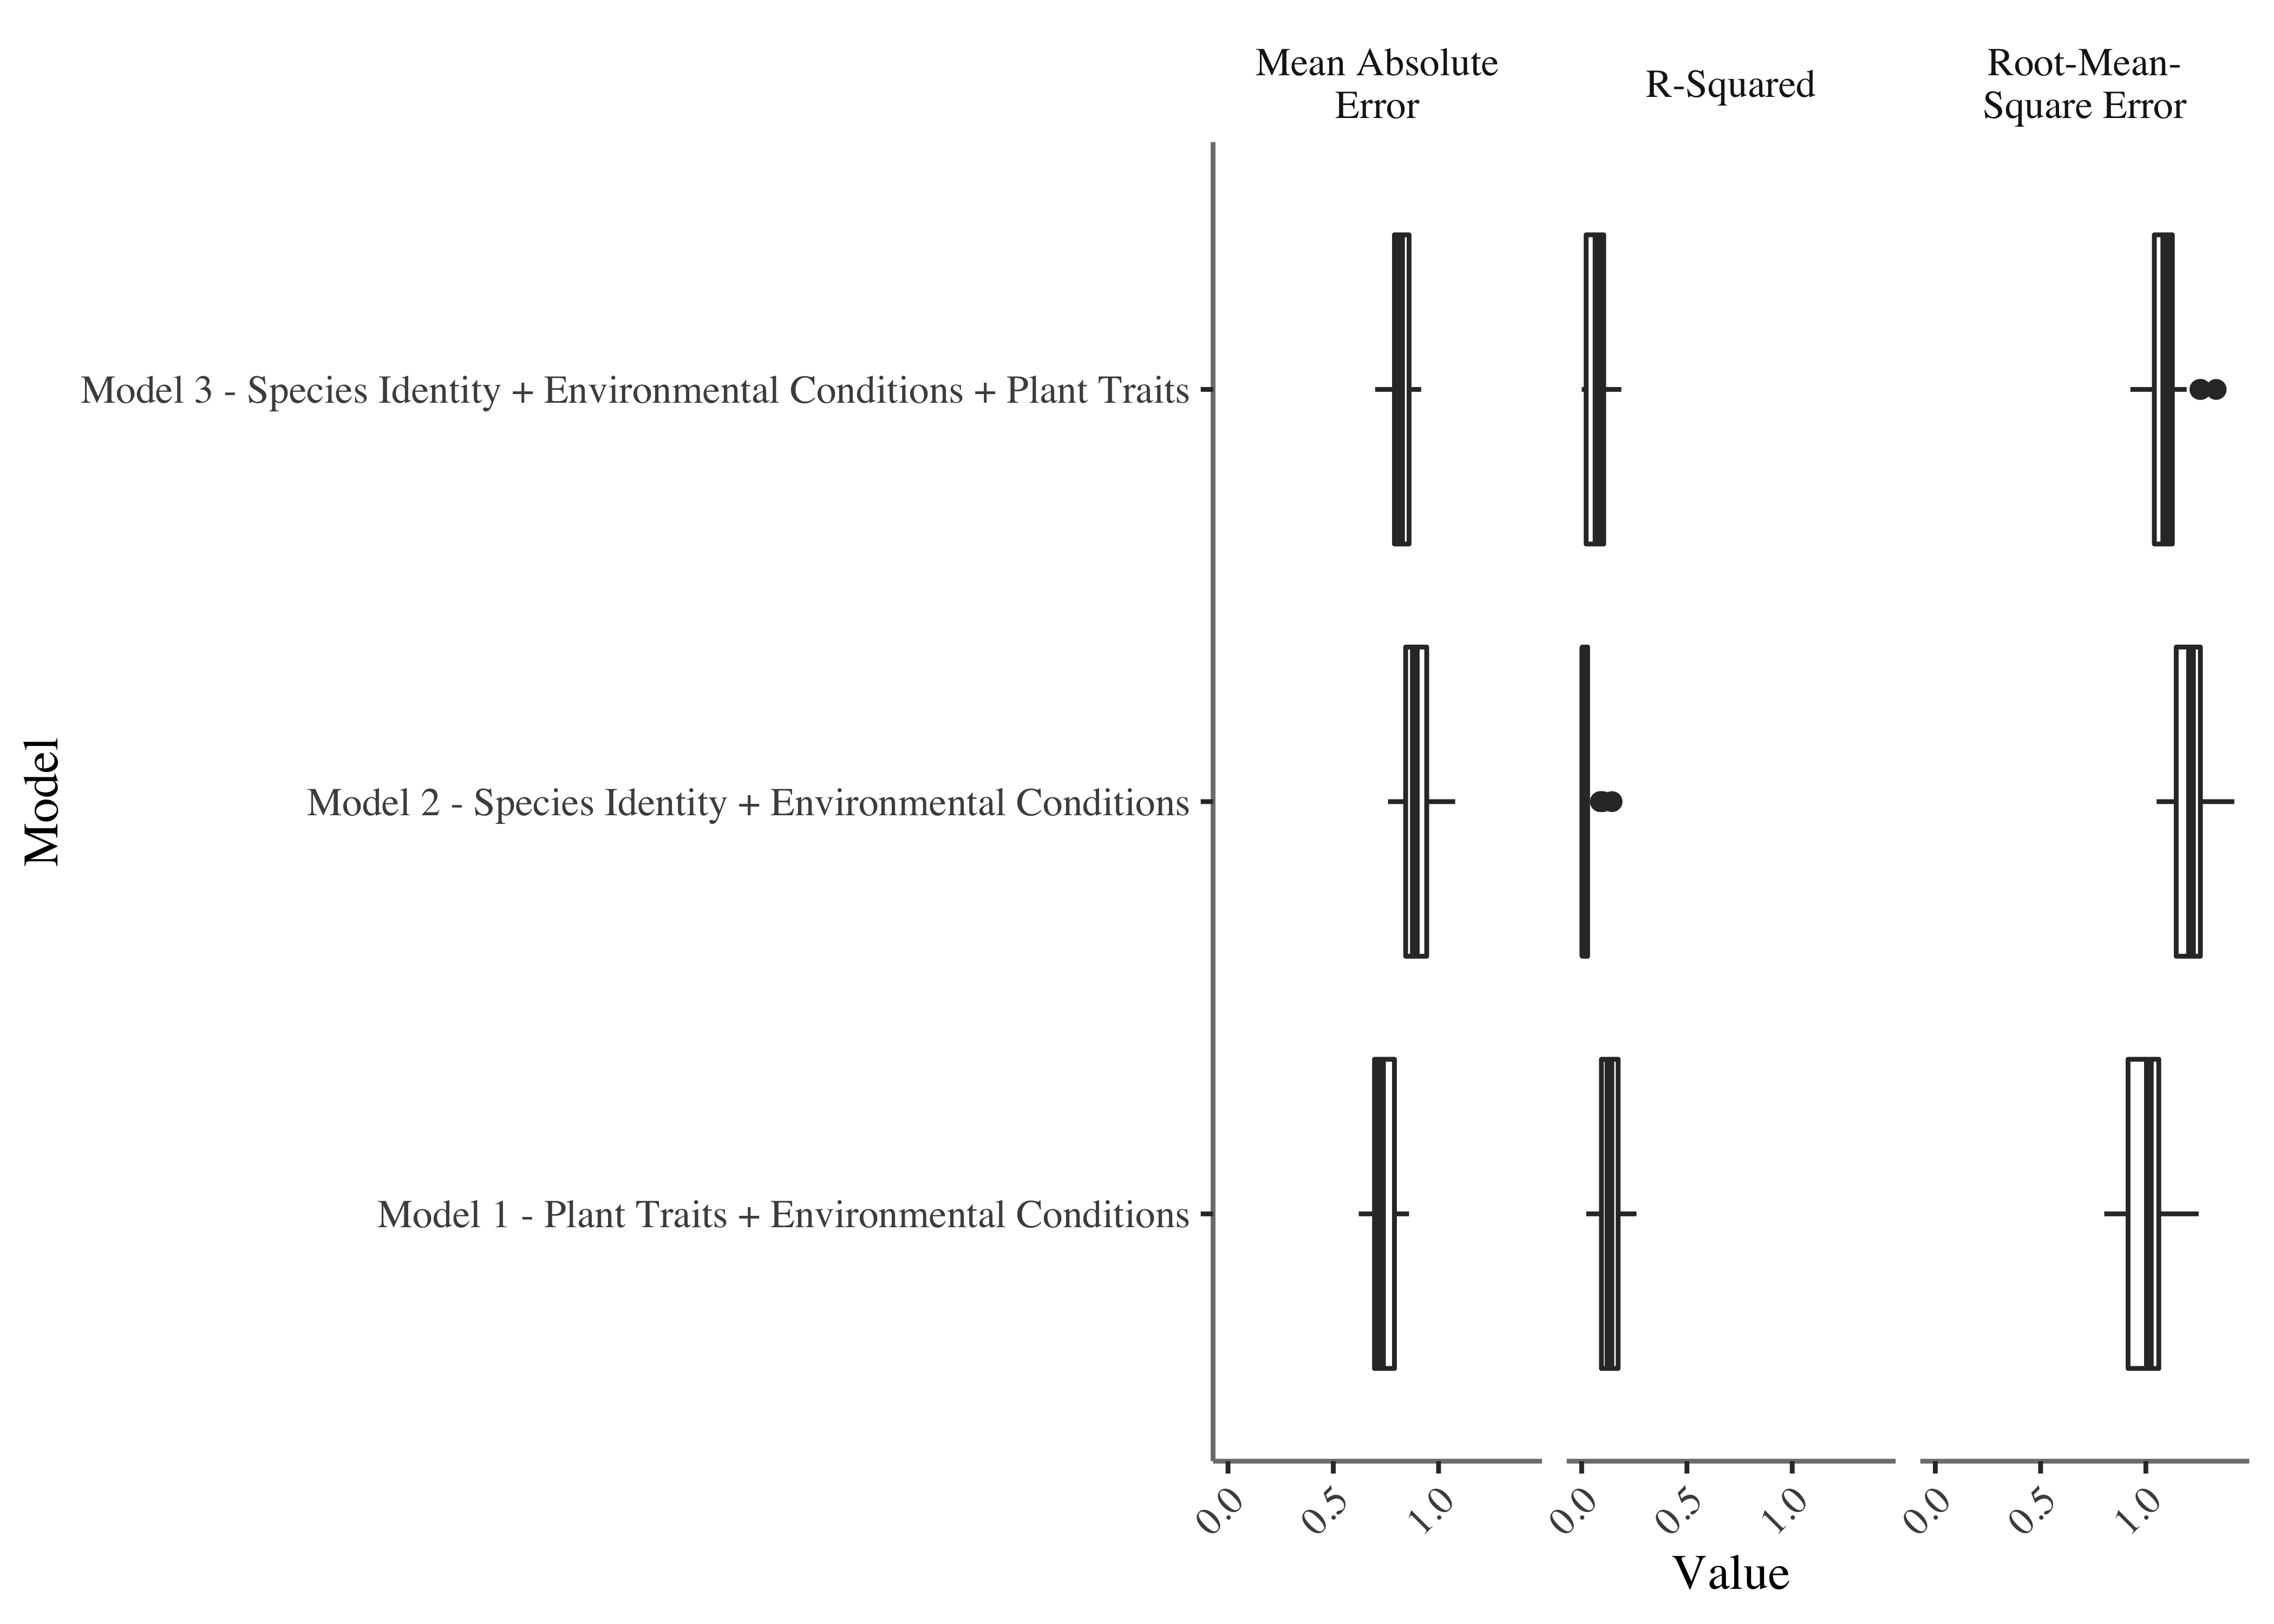 Mean Absolute
Error
R-Squared
Root-Mean-
Square Error
Model 3 - Species Identity + Environmental Conditions + Plant Traits
Model 2 - Species Identity + Environmental Conditions
Model 1 - Plant Traits + Environmental Conditions
Model
0.0
0.5
1.0
0.0
0.5
1.0
0.0
0.5
1.0
Value